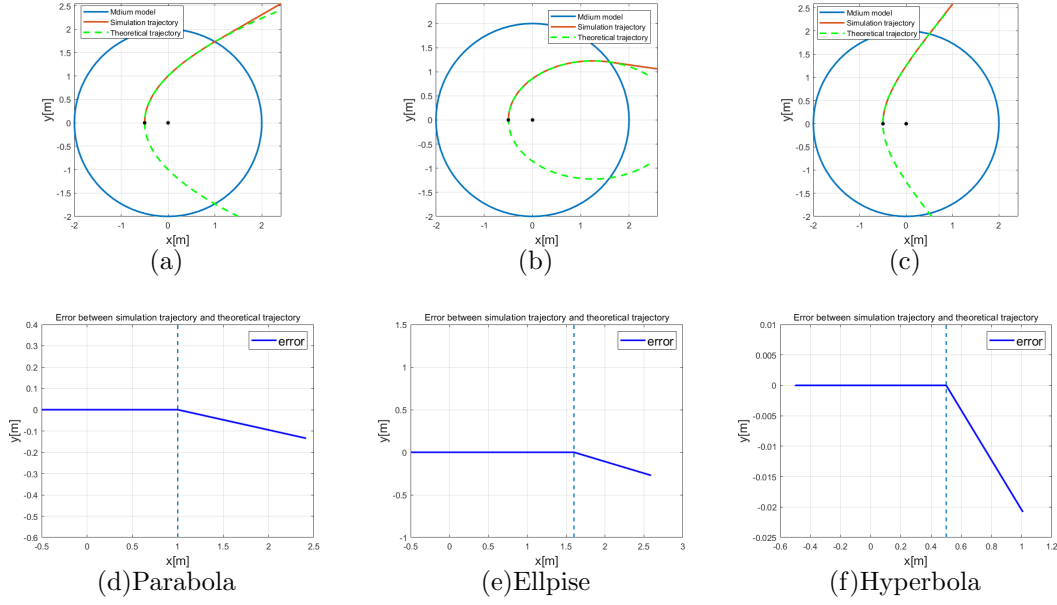 Mdium model
Simulation trajectory
Theoretical trajectory
2.5
2
1.5
1
0.5
0
-0.5
-1
-1.5
-2
y[m]
-2
-1
0
1
2
x[m]
(a)
Mdium model
Simulation trajectory
Theoretical trajectory
2
1.5
1
0.5
0
-0.5
-1
-1.5
-2
y[m]
-2
-1
0
1
2
x[m]
(b)
Mdium model
Simulation trajectory
Theoretical trajectory
2.5
2
1.5
1
0.5
0
-0.5
-1
-1.5
-2
y[m]
-2
-1
0
1
2
x[m]
(c)
Error between simulation trajectory and theoretical trajectory
error
0.4
0.3
0.2
0.1
0
-0.1
-0.2
-0.3
-0.4
-0.5
-0.6
y[m]
-0.5
0
0.5
1
1.5
2
2.5
x[m]
(d)Parabola
Error between simulation trajectory and theoretical trajectory
error
1.5
1
0.5
0
-0.5
-1
y[m]
-0.5
0
0.5
1
1.5
2
2.5
3
x[m]
(e)Ellpise
Error between simulation trajectory and theoretical trajectory
error
0.01
0.005
0
-0.005
-0.01
-0.015
-0.02
-0.025
y[m]
-0.6
-0.4
-0.2
0
0.2
0.4
0.6
0.8
1
1.2
x[m]
(f)Hyperbola